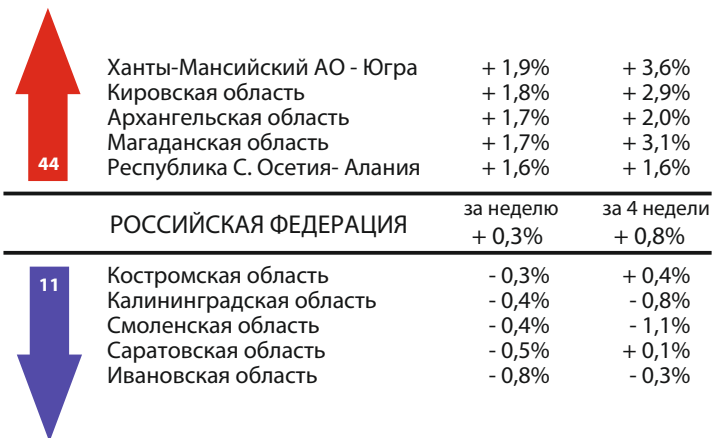 Ханты-Мансийский АО - Югра + 1,9% + 3,6%
Кировская область + 1,8% + 2,9%
Архангельская область + 1,7% + 2,0%
Магаданская область + 1,7% + 3,1%
44 Республика С. Осетия- Алания + 1,6% + 1,6%
за неделю за 4 недели
РОССИЙСКАЯ ФЕДЕРАЦИЯ + 0,3% + 0,8%
11 Костромская область - 0,3% + 0,4%
Калининградская область - 0,4% - 0,8%
Смоленская область - 0,4% - 1,1%
Саратовская область - 0,5% + 0,1%
Ивановская область - 0,8% - 0,3%